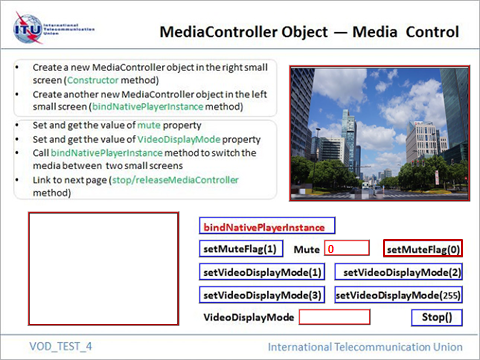 ITU
International
Telecommunication
Union
MediaController Object — Media Control
• Create a new MediaController object in the right small
screen (Constructor method)
• Create another new MediaController object in the left
small screen (bindNativePlayerInstance method)
• Set and get the value of mute property
• Set and get the value of VideoDisplayMode property
• Call bindNativePlayerInstance method to switch the
media between two small screens
• Link to next page (stop/releaseMediaController
method)
bindNativePlayerInstance
setMuteFlag(1) Mute 0 setMuteFlag(0)
setVideoDisplayMode(1) setVideoDisplayMode(2)
setVideoDisplayMode(3) setVideoDisplayMode(255)
VideoDisplayMode Stop()
VOD_TEST_4 International Telecommunication Union